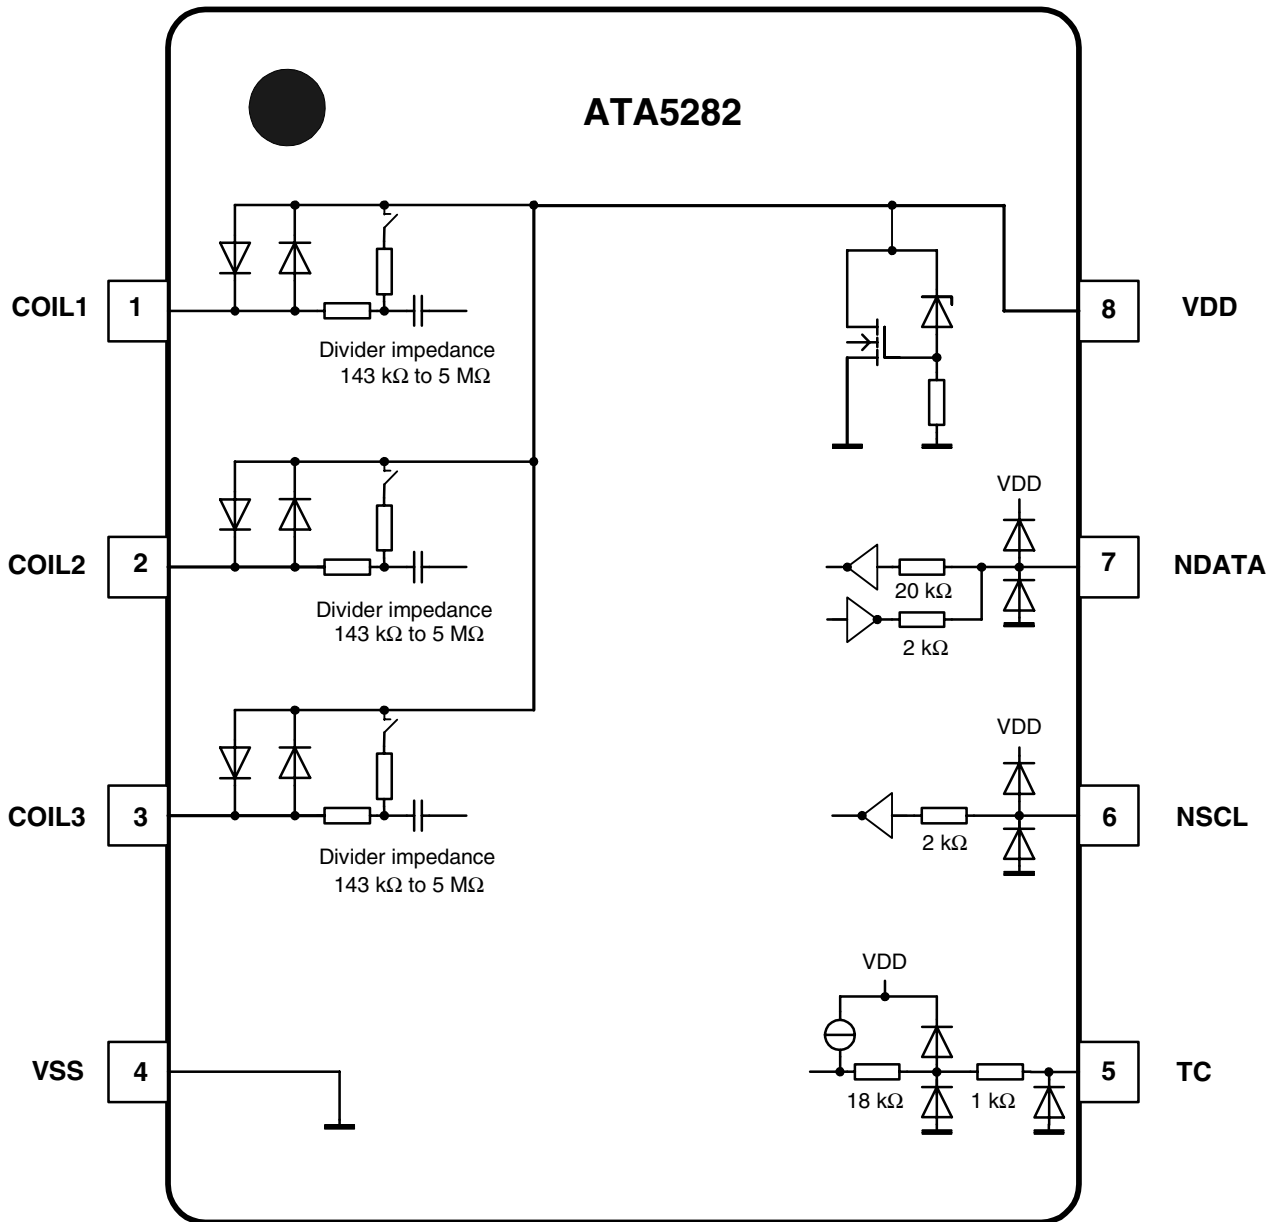 ATA5282
COIL1
1
Divider impedance
143 kΩ to 5 MΩ
8
VDD
COIL2
2
Divider impedance
143 kΩ to 5 MΩ
VDD
20 kΩ
2 kΩ
7
NDATA
COIL3
3
Divider impedance
143 kΩ to 5 MΩ
VDD
2 kΩ
6
NSCL
VSS
4
VDD
18 kΩ
1 kΩ
5
TC